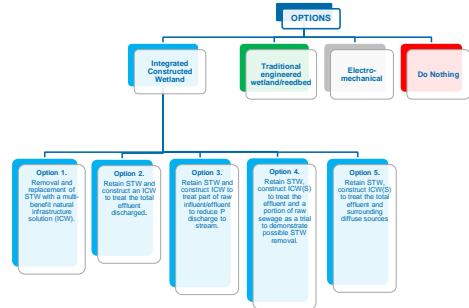 OPTIONS
Integrated
Constructed
Wetland
Traditional
engineered
wetland/reedbed
Electro-
mechanical
Do Nothing
Option 1.
Removal and
replacement of
STW with a multi-
benefit natural
infrastructure
solution (ICW).
Option 2.
Retain STW and
construct an ICW
to treat the total
effluent
discharged.
Option 3.
Retain STW and
construct ICW to
treat part of raw
influent/effluent
to reduce P
discharge to
stream.
Option 4.
Retain STW,
construct ICW(S)
to treat the
effluent and a
portion of raw
sewage as a trial
to demonstrate
possible STW
removal.
Option 5.
Retain STW,
construct ICW(S)
to treat the total
effluent and
surrounding
diffuse sources